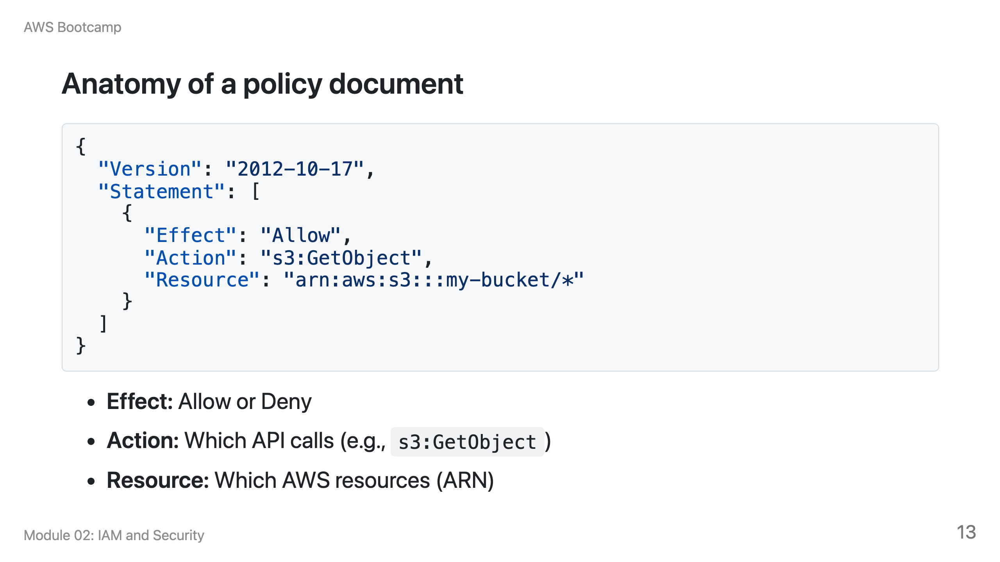 AWS Bootcamp
Anatomy of a policy document
{
  "Version": "2012-10-17",
  "Statement": [
    {
      "Effect": "Allow",
      "Action": "s3:GetObject",
      "Resource": "arn:aws:s3:::my-bucket/*"
    }
  ]
}
• Effect: Allow or Deny
• Action: Which API calls (e.g., s3:GetObject)
• Resource: Which AWS resources (ARN)
Module 02: IAM and Security
13